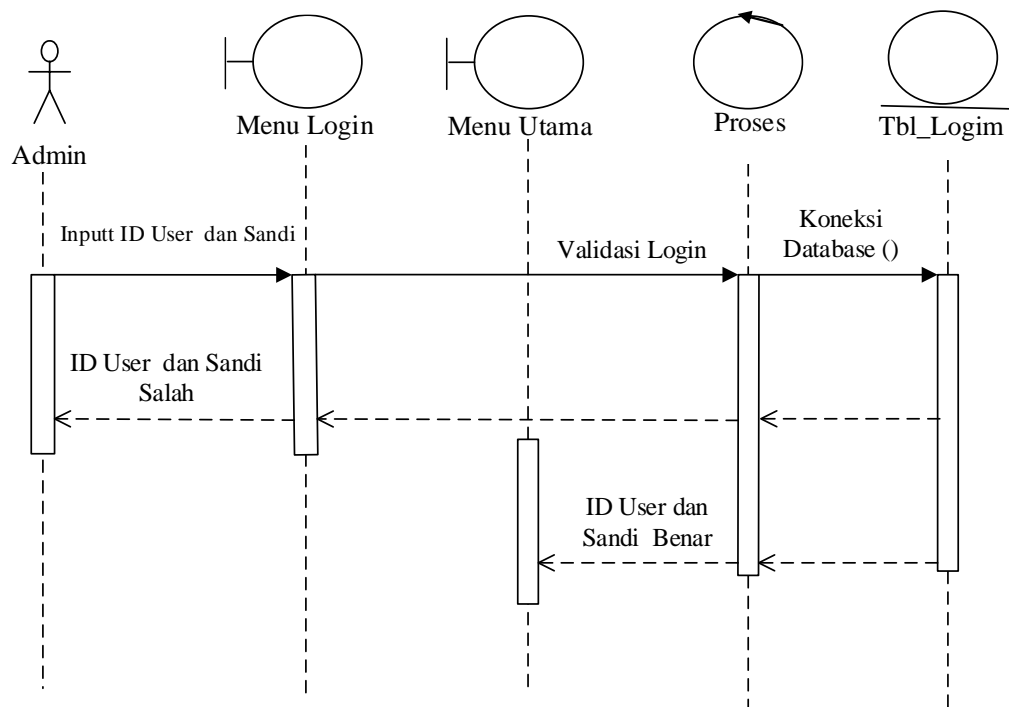 Admin
Menu Login
Menu Utama
Proses
Tbl_Logim
Inputt ID User dan Sandi
Validasi Login
Koneksi
Database ()
ID User dan Sandi
Salah
ID User dan
Sandi Benar